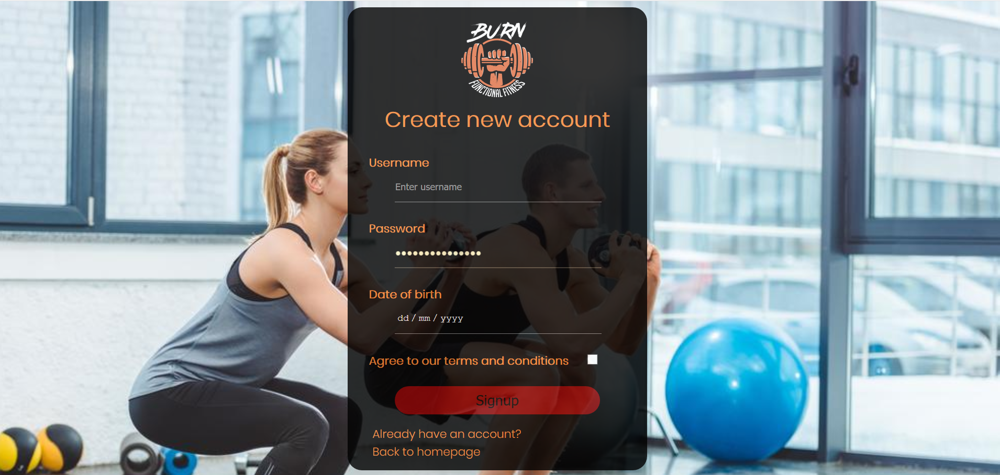 BURN
FUNCTIONAL FITNESS
Create new account
Username
Enter username
Password
•••••••••••••••
Date of birth
dd / mm / yyyy
Agree to our terms and conditions
Signup
Already have an account?
Back to homepage